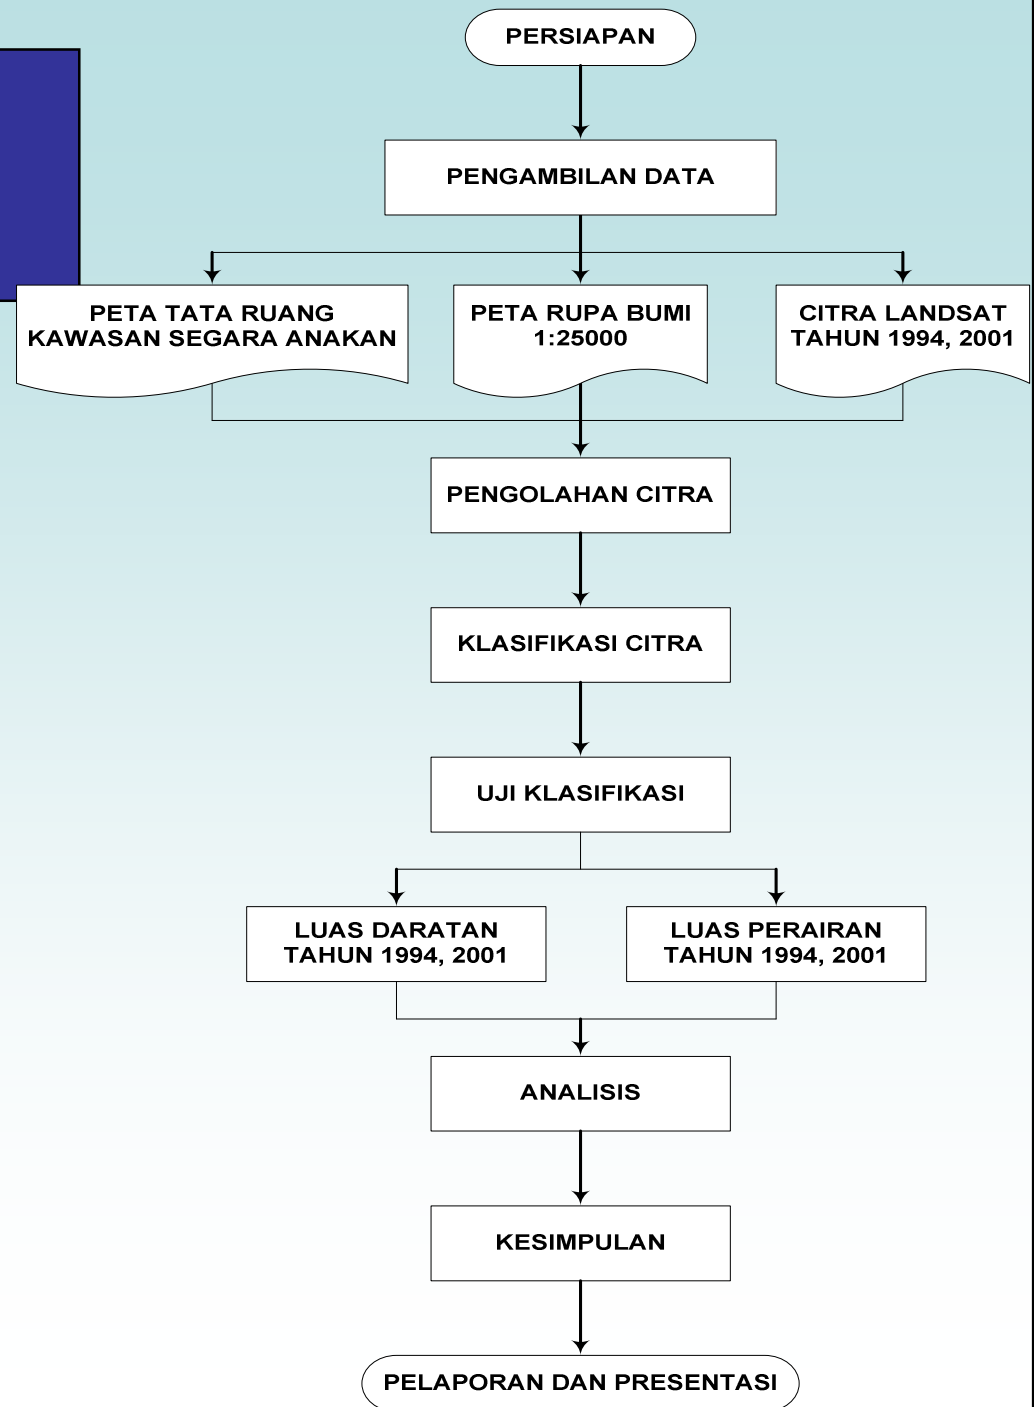 PERSIAPAN
PENGAMBILAN DATA
PETA TATA RUANG
KAWASAN SEGARA ANAKAN
PETA RUPA BUMI
1:25000
CITRA LANDSAT
TAHUN 1994, 2001
PENGOLAHAN CITRA
KLASIFIKASI CITRA
UJI KLASIFIKASI
LUAS DARATAN
TAHUN 1994, 2001
LUAS PERAIRAN
TAHUN 1994, 2001
ANALISIS
KESIMPULAN
PELAPORAN DAN PRESENTASI